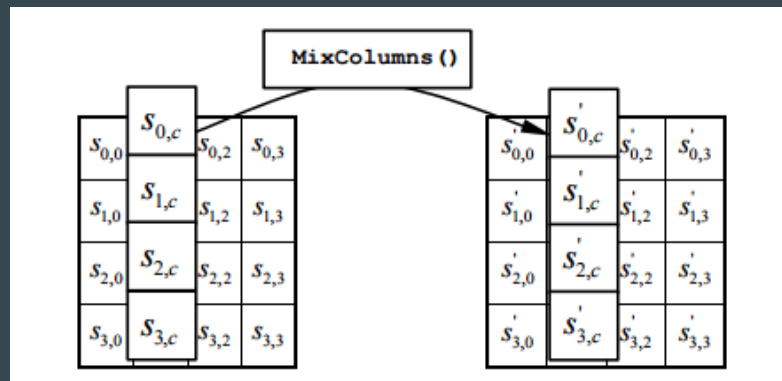 MixColumns()
s0,0 s0,c s0,2 s0,3 s'0,0 s'0,c s'0,2 s'0,3
s1,0 s1,c s1,2 s1,3 s'1,0 s'1,c s'1,2 s'1,3
s2,0 s2,c s2,2 s2,3 s'2,0 s'2,c s'2,2 s'2,3
s3,0 s3,c s3,2 s3,3 s'3,0 s'3,c s'3,2 s'3,3